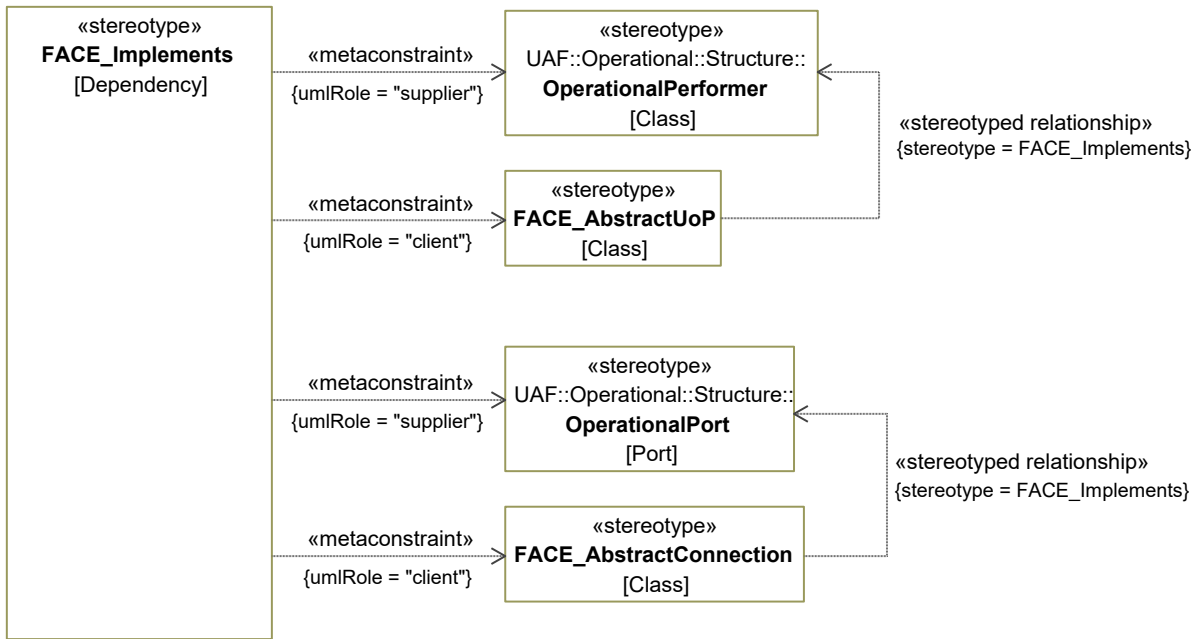 «stereotype»
FACE_Implements
[Dependency]
«metaconstraint»
{umlRole = "supplier"}
«stereotype»
UAF::Operational::Structure::
OperationalPerformer
[Class]
«stereotyped relationship»
{stereotype = FACE_Implements}
«metaconstraint»
{umlRole = "client"}
«stereotype»
FACE_AbstractUoP
[Class]
«metaconstraint»
{umlRole = "supplier"}
«stereotype»
UAF::Operational::Structure::
OperationalPort
[Port]
«stereotyped relationship»
{stereotype = FACE_Implements}
«metaconstraint»
{umlRole = "client"}
«stereotype»
FACE_AbstractConnection
[Class]